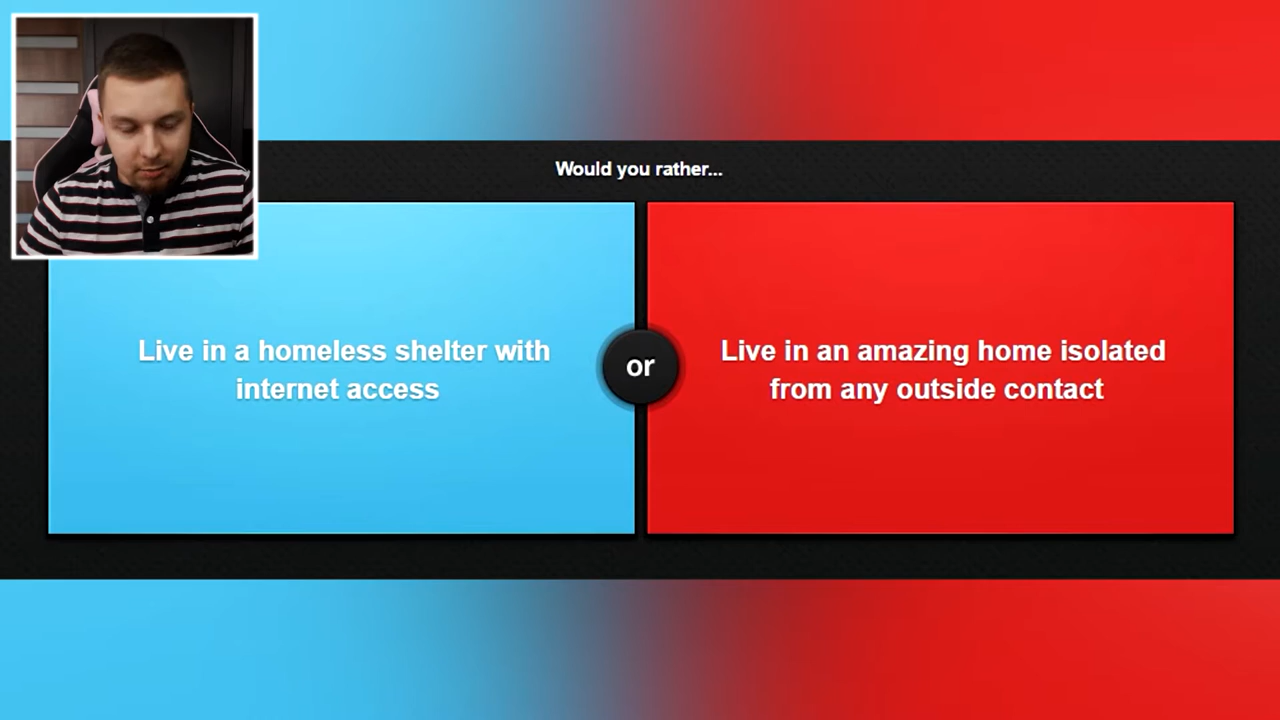 Would you rather...
Live in a homeless shelter with
internet access
or
Live in an amazing home isolated
from any outside contact